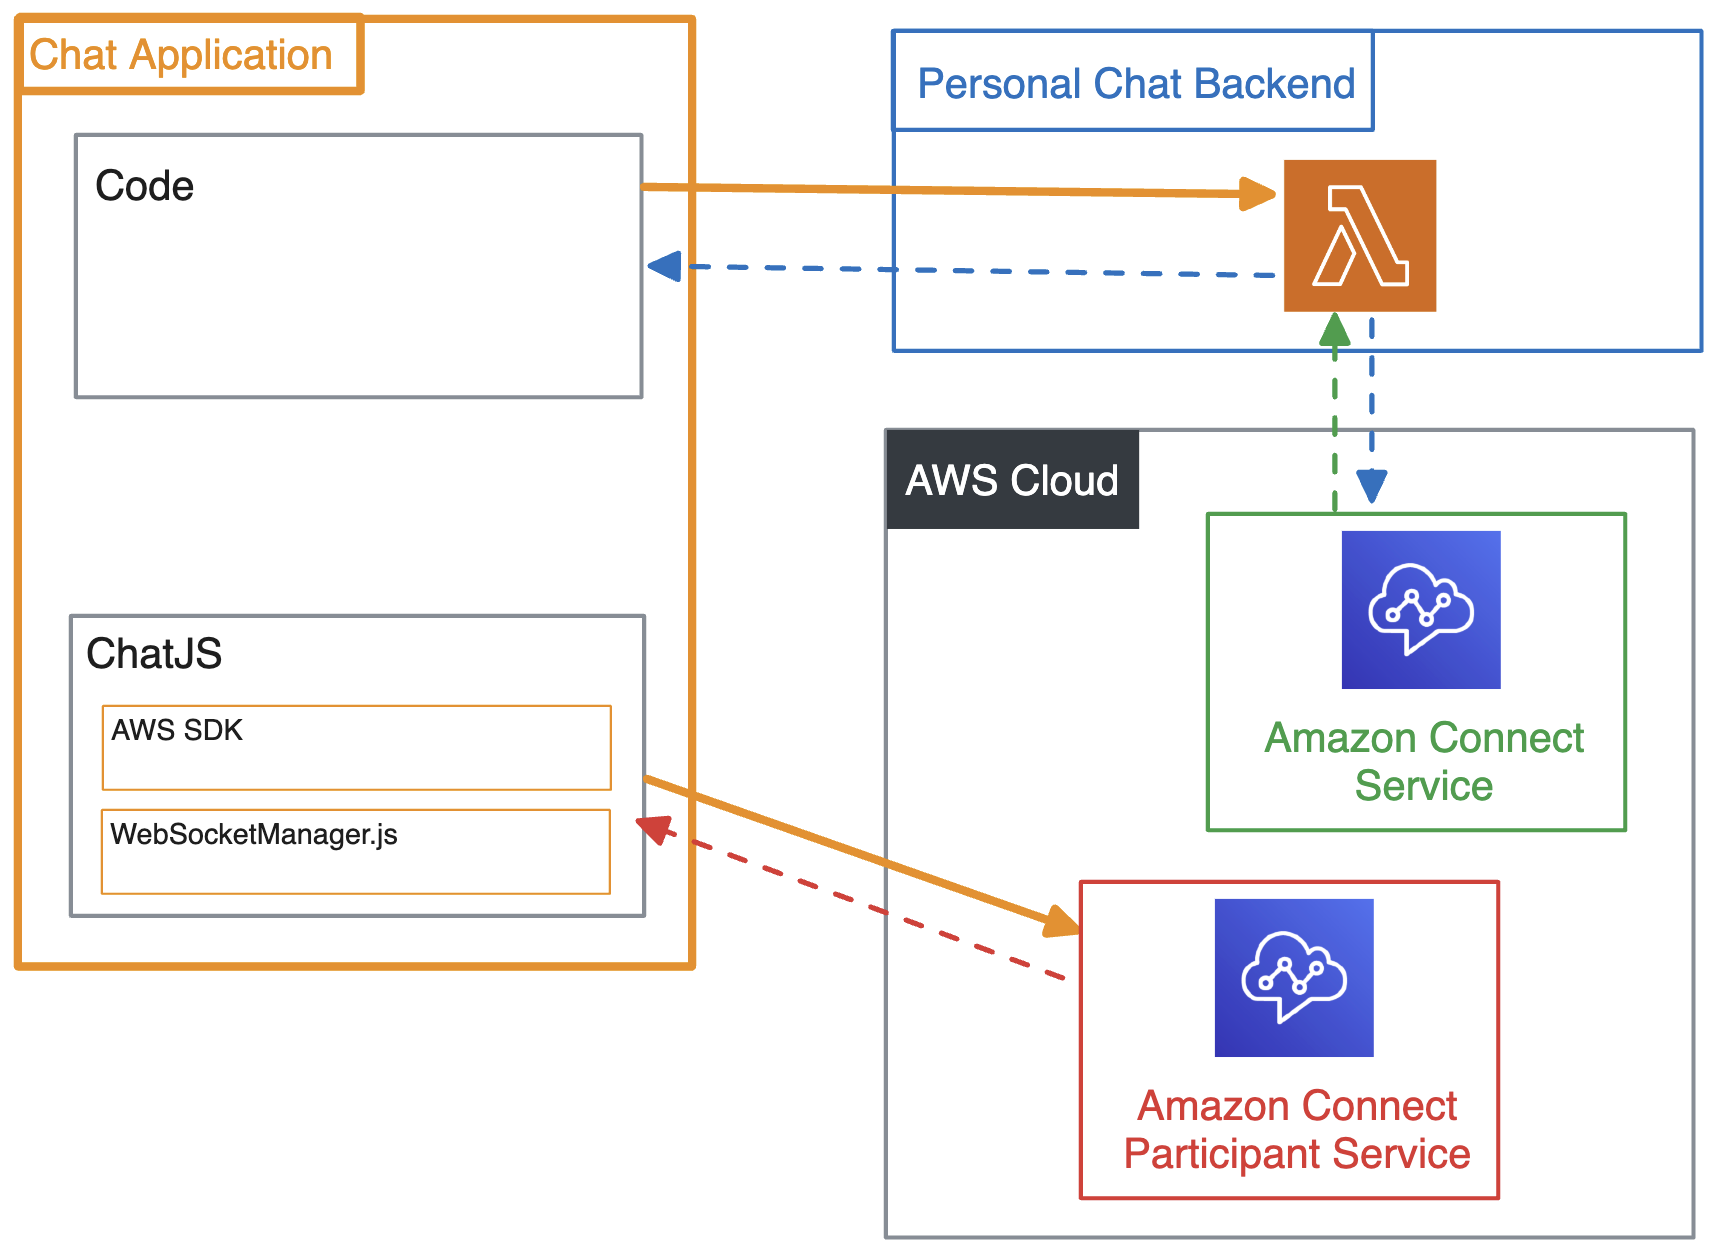 Chat Application
Code
ChatJS
AWS SDK
WebSocketManager.js
Personal Chat Backend
AWS Cloud
Amazon Connect
Service
Amazon Connect
Participant Service